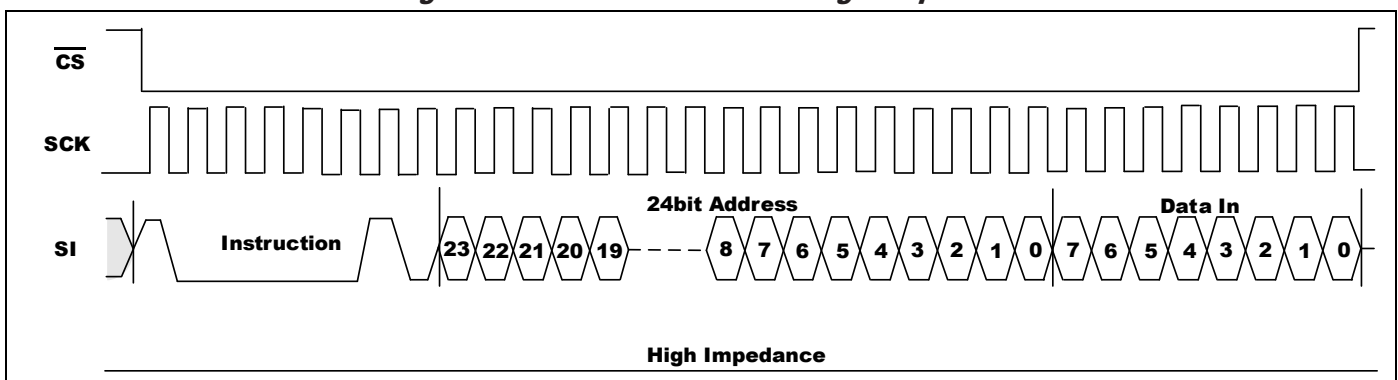 CS
SCK
24bit Address
Data In
SI
Instruction
23 22 21 20 19 8 7 6 5 4 3 2 1 0 7 6 5 4 3 2 1 0
High Impedance